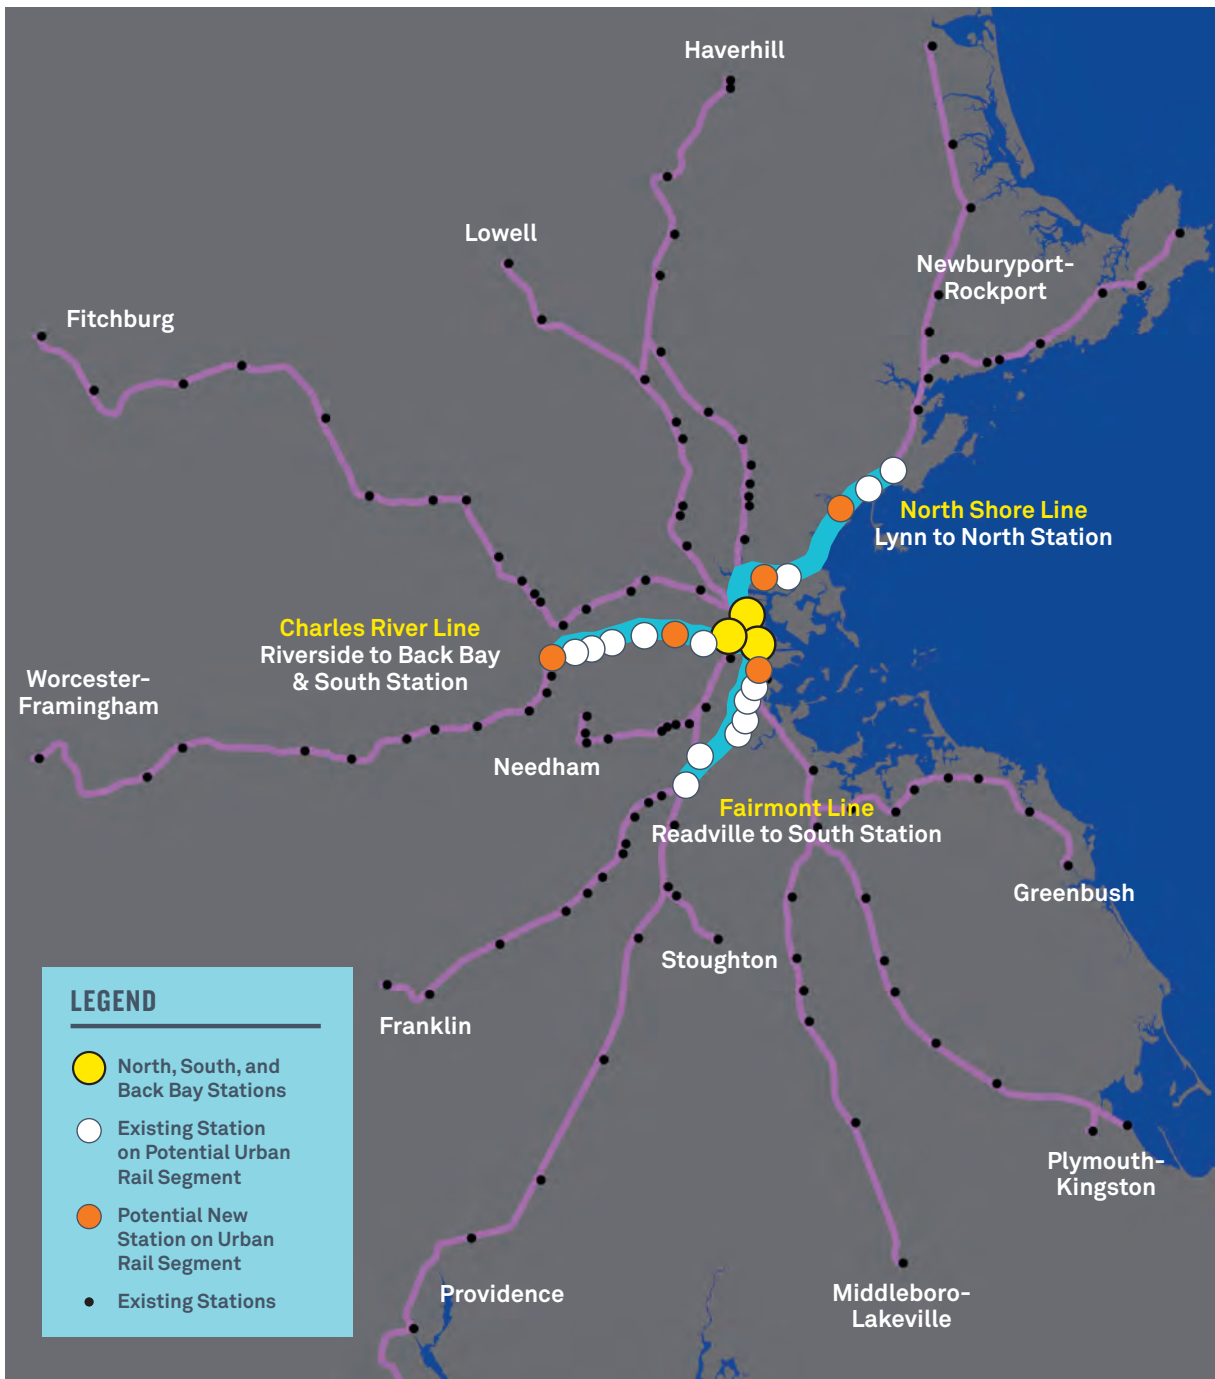 Haverhill
Lowell
Newburyport-
Rockport
Fitchburg
North Shore Line
Lynn to North Station
Charles River Line
Riverside to Back Bay
& South Station
Worcester-
Framingham
Needham
Fairmont Line
Readville to South Station
Greenbush
Stoughton
Franklin
Plymouth-
Kingston
Providence
Middleboro-
Lakeville
LEGEND
North, South, and
Back Bay Stations
Existing Station
on Potential Urban
Rail Segment
Potential New
Station on Urban
Rail Segment
Existing Stations